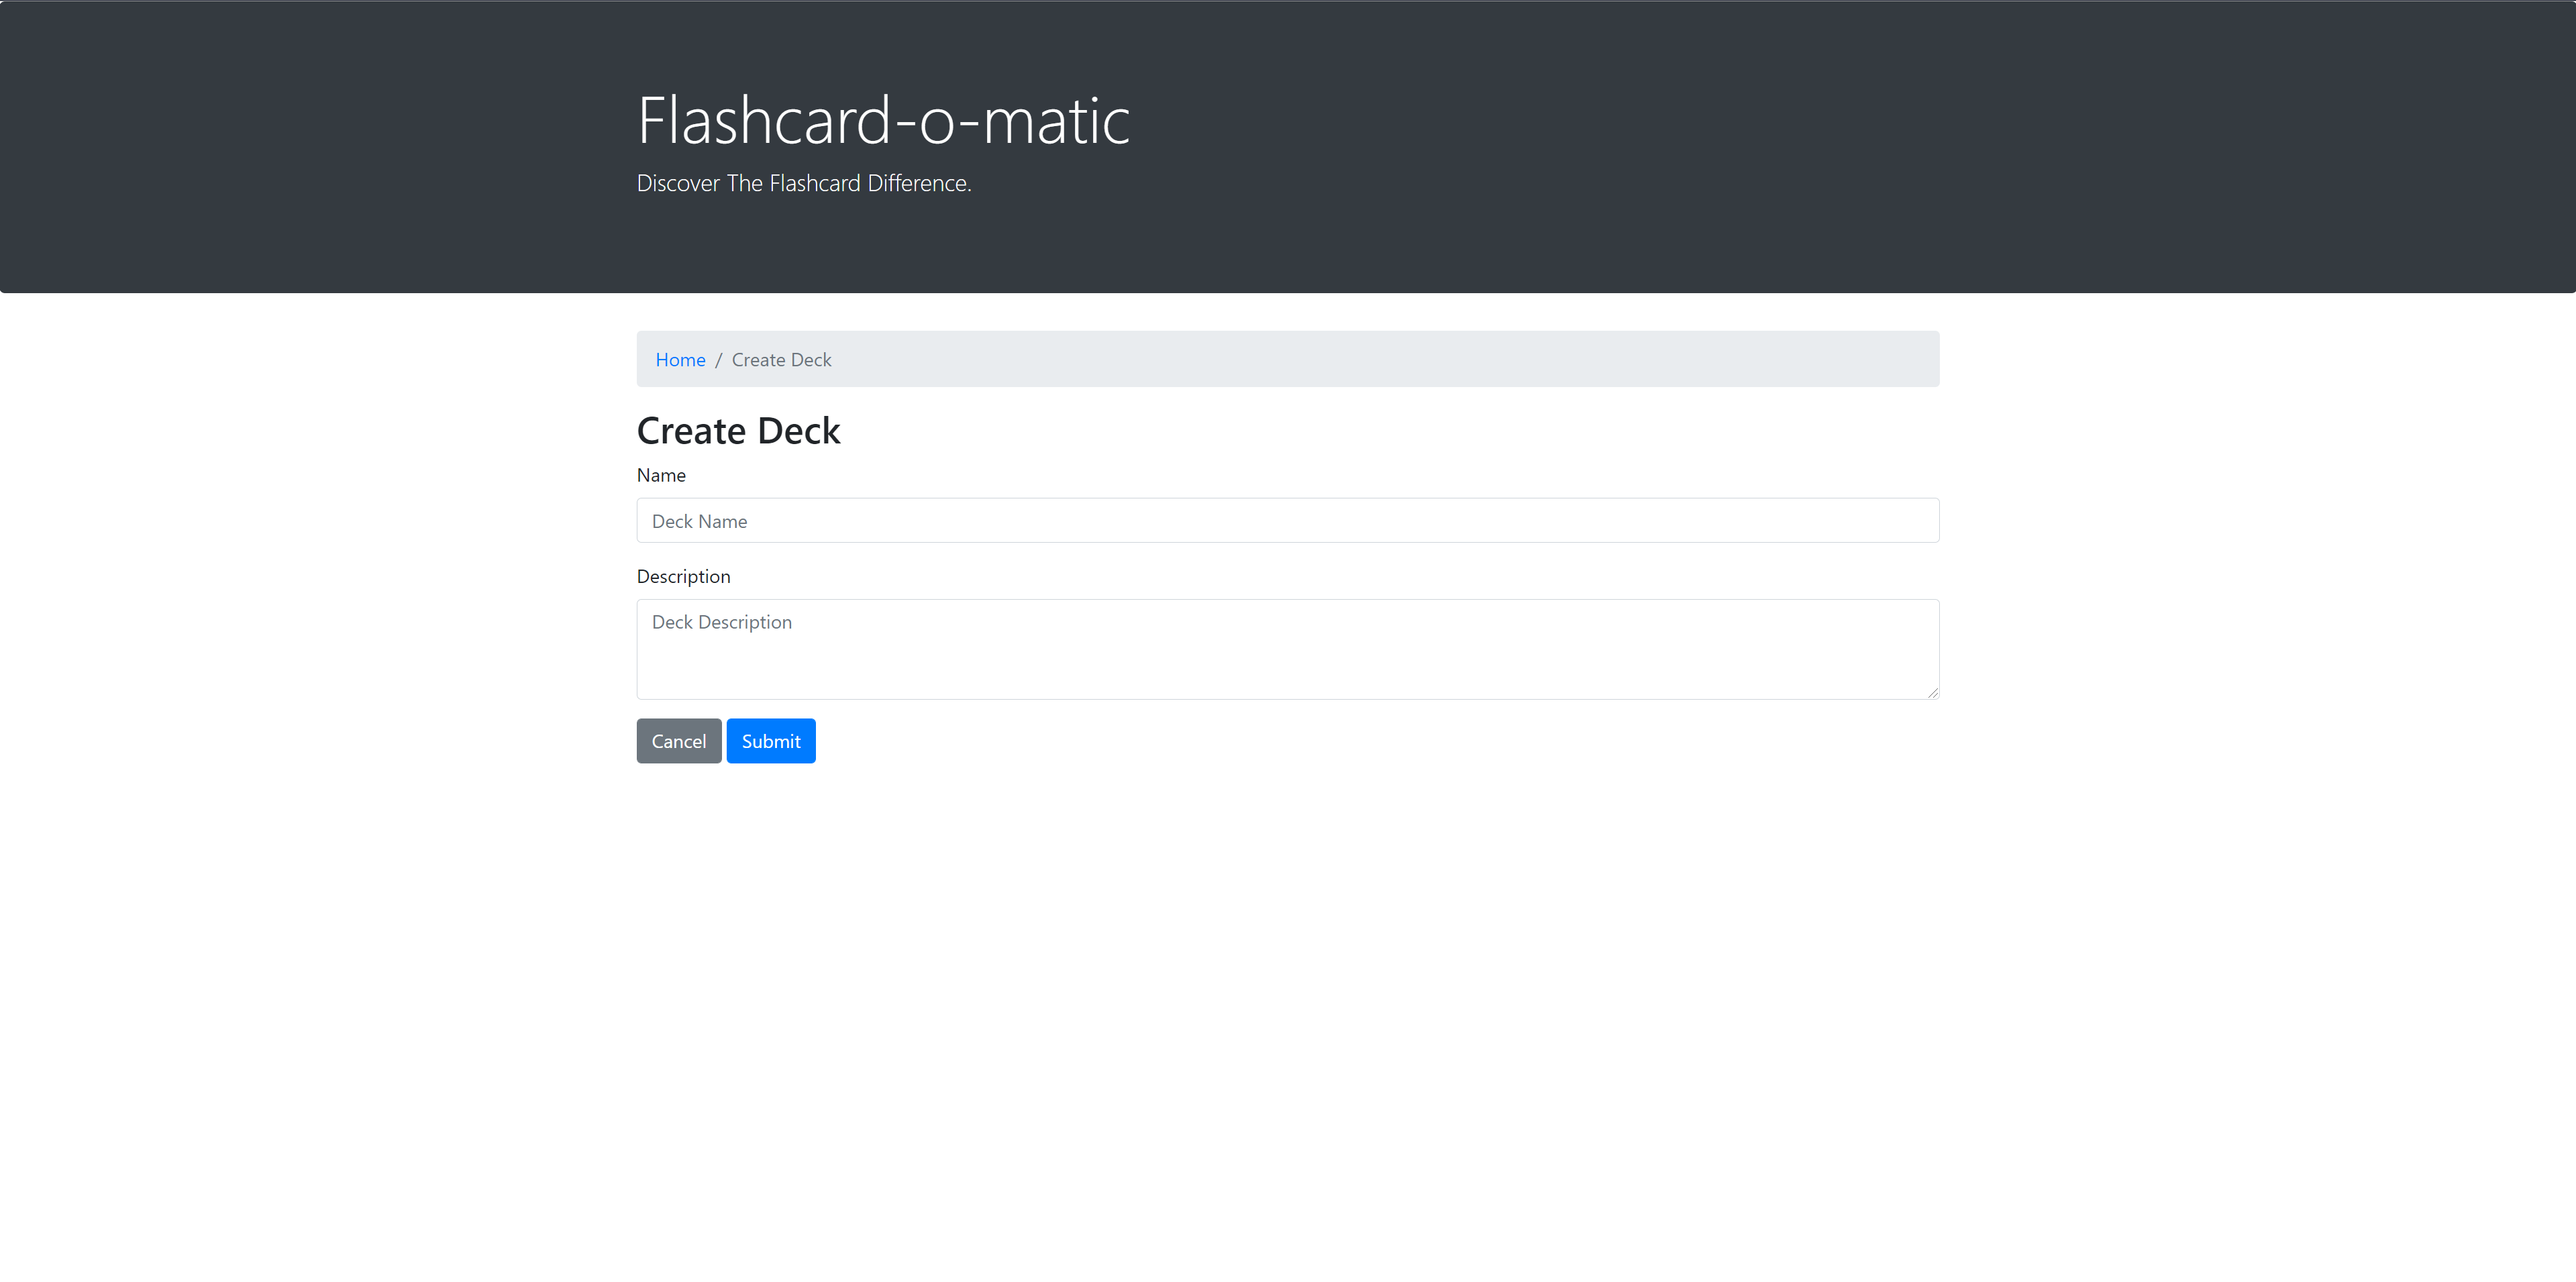 Flashcard-o-matic
Discover The Flashcard Difference.
Home / Create Deck
Create Deck
Name
Deck Name
Description
Deck Description
Cancel Submit